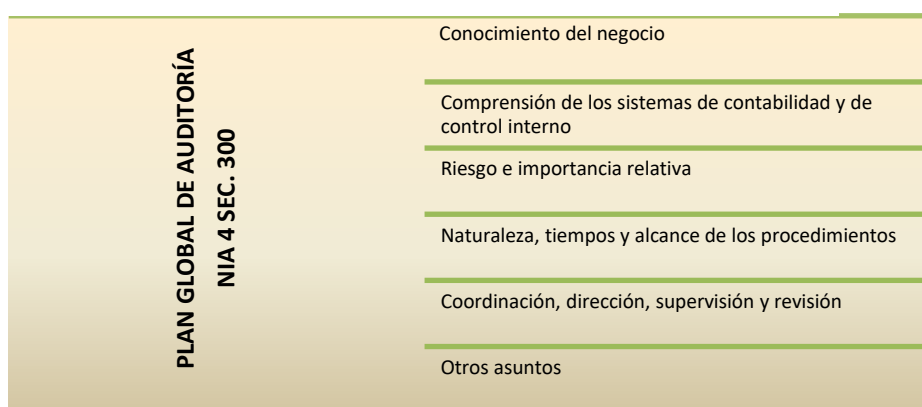 PLAN GLOBAL DE AUDITORÍA
NIA 4 SEC. 300
Conocimiento del negocio
Comprensión de los sistemas de contabilidad y de
control interno
Riesgo e importancia relativa
Naturaleza, tiempos y alcance de los procedimientos
Coordinación, dirección, supervisión y revisión
Otros asuntos